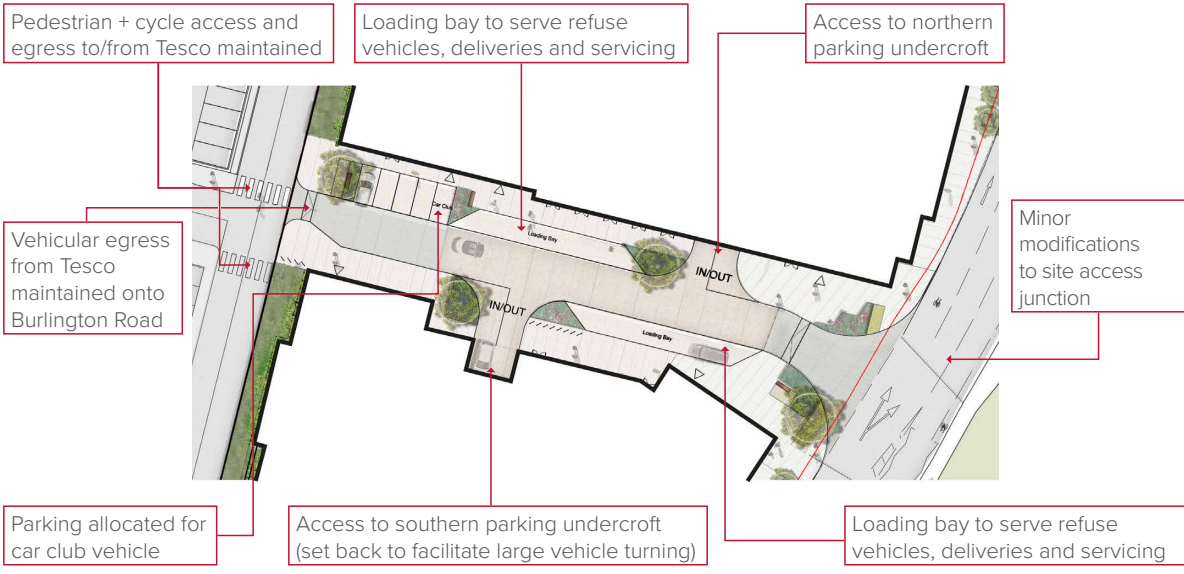 Pedestrian + cycle access and
egress to/from Tesco maintained
Loading bay to serve refuse
vehicles, deliveries and servicing
Access to northern
parking undercroft
Vehicular egress
from Tesco
maintained onto
Burlington Road
Minor
modifications
to site access
junction
Car Club
Loading Bay
IN/OUT
IN/OUT
Loading Bay
Parking allocated for
car club vehicle
Access to southern parking undercroft
(set back to facilitate large vehicle turning)
Loading bay to serve refuse
vehicles, deliveries and servicing